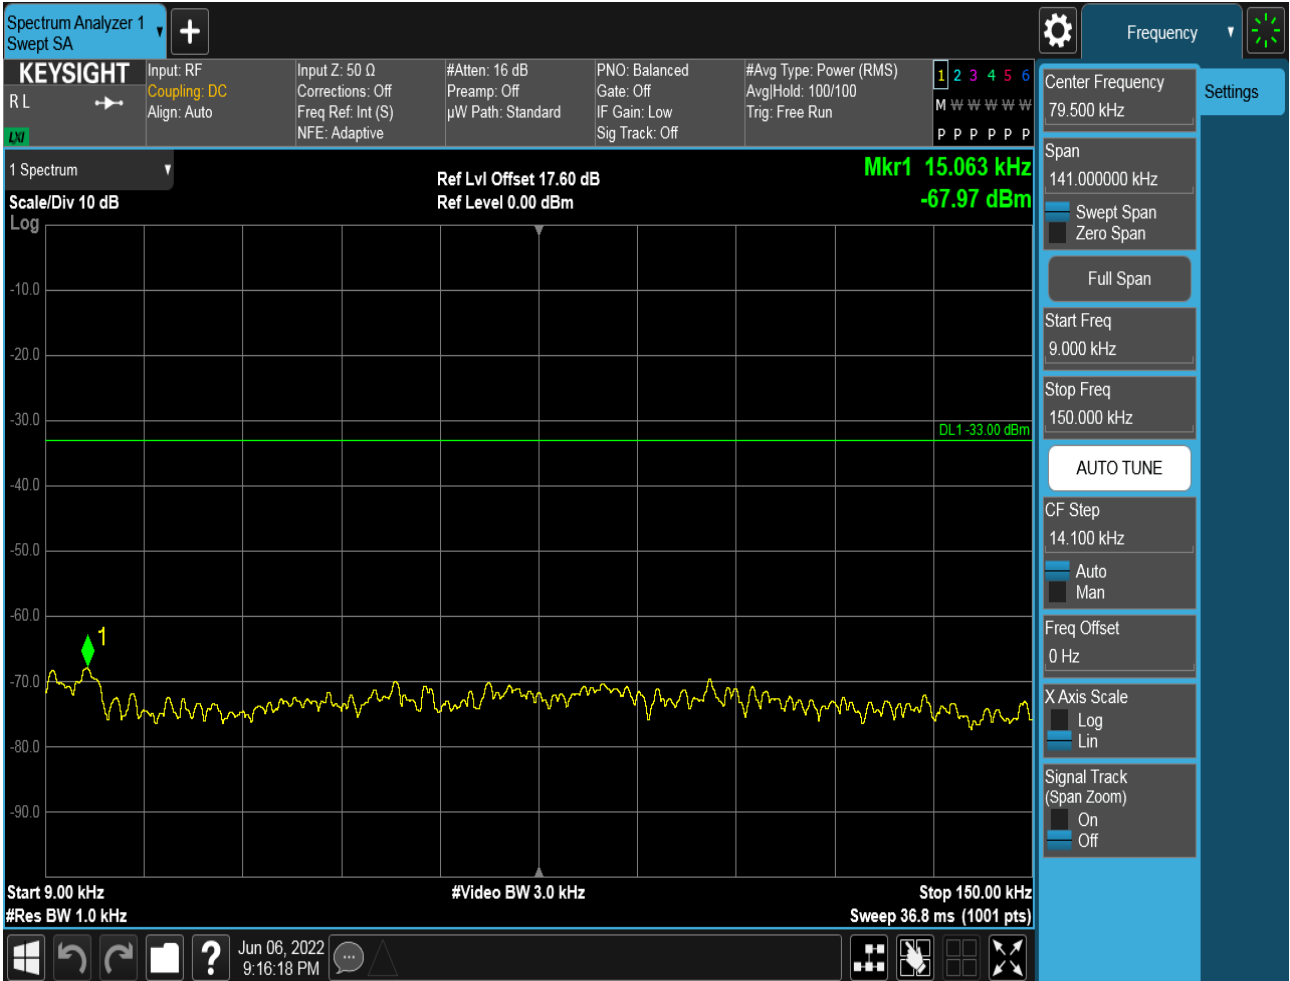 Spectrum Analyzer 1
Swept SA
Frequency
KEYSIGHT
R L
LXI
Input: RF
Coupling: DC
Align: Auto
Input Z: 50 Ω
Corrections: Off
Freq Ref: Int (S)
NFE: Adaptive
#Atten: 16 dB
Preamp: Off
µW Path: Standard
PNO: Balanced
Gate: Off
IF Gain: Low
Sig Track: Off
#Avg Type: Power (RMS)
Avg|Hold: 100/100
Trig: Free Run
1 2 3 4 5 6
M W W W W W
P P P P P P
1 Spectrum
Scale/Div 10 dB
Log
Ref Lvl Offset 17.60 dB
Ref Level 0.00 dBm
Mkr1 15.063 kHz
-67.97 dBm
-10.0
-20.0
-30.0
DL1 -33.00 dBm
-40.0
-50.0
-60.0
1
-70.0
-80.0
-90.0
Start 9.00 kHz
#Res BW 1.0 kHz
#Video BW 3.0 kHz
Stop 150.00 kHz
Sweep 36.8 ms (1001 pts)
Jun 06, 2022
9:16:18 PM
Center Frequency
79.500 kHz
Span
141.000000 kHz
Swept Span
Zero Span
Full Span
Start Freq
9.000 kHz
Stop Freq
150.000 kHz
AUTO TUNE
CF Step
14.100 kHz
Auto
Man
Freq Offset
0 Hz
X Axis Scale
Log
Lin
Signal Track
(Span Zoom)
On
Off
Settings